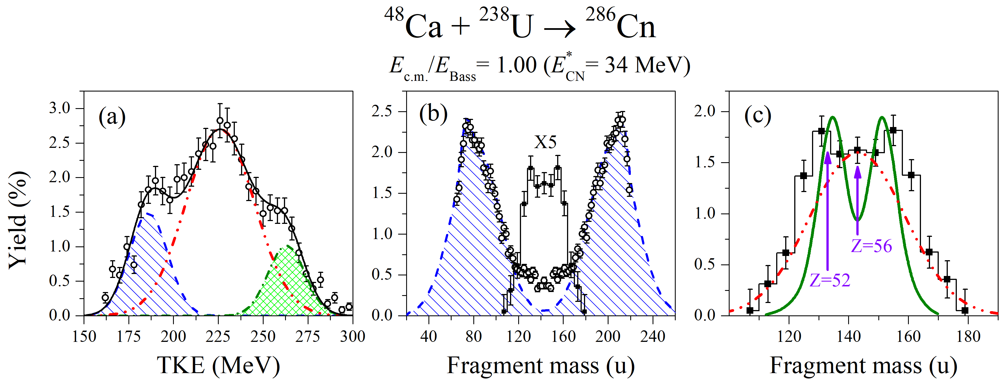 ⁴⁸Ca + ²³⁸U → ²⁸⁶Cn
E_c.m./E_Bass = 1.00 (E*_CN = 34 MeV)
Yield (%)
(a)
3.0
2.5
2.0
1.5
1.0
0.5
0.0
150 175 200 225 250 275 300
TKE (MeV)
(b)
X5
2.5
2.0
1.5
1.0
0.5
0.0
40 80 120 160 200 240
Fragment mass (u)
(c)
Z=56
Z=52
2.0
1.5
1.0
0.5
0.0
120 140 160 180
Fragment mass (u)